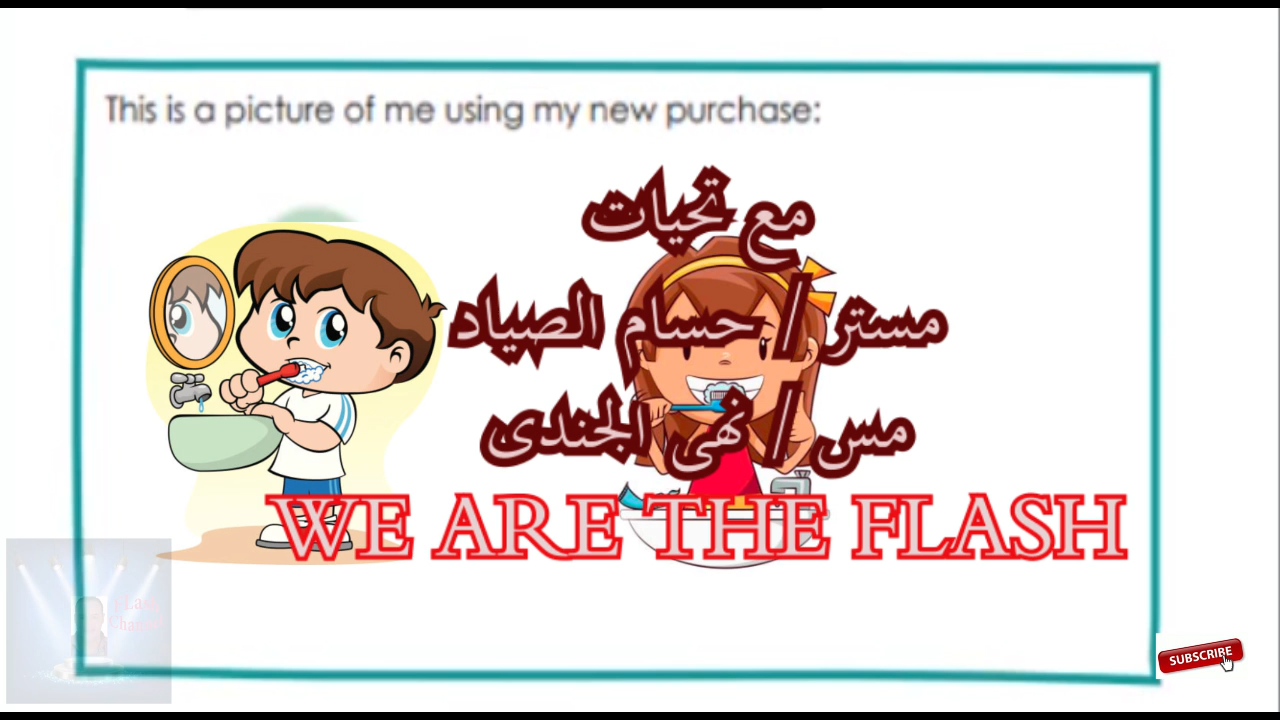 This is a picture of me using my new purchase:
مع تحيات
مستر / حسام الصياد
مس / نهى الجندى
WE ARE THE FLASH
SUBSCRIBE